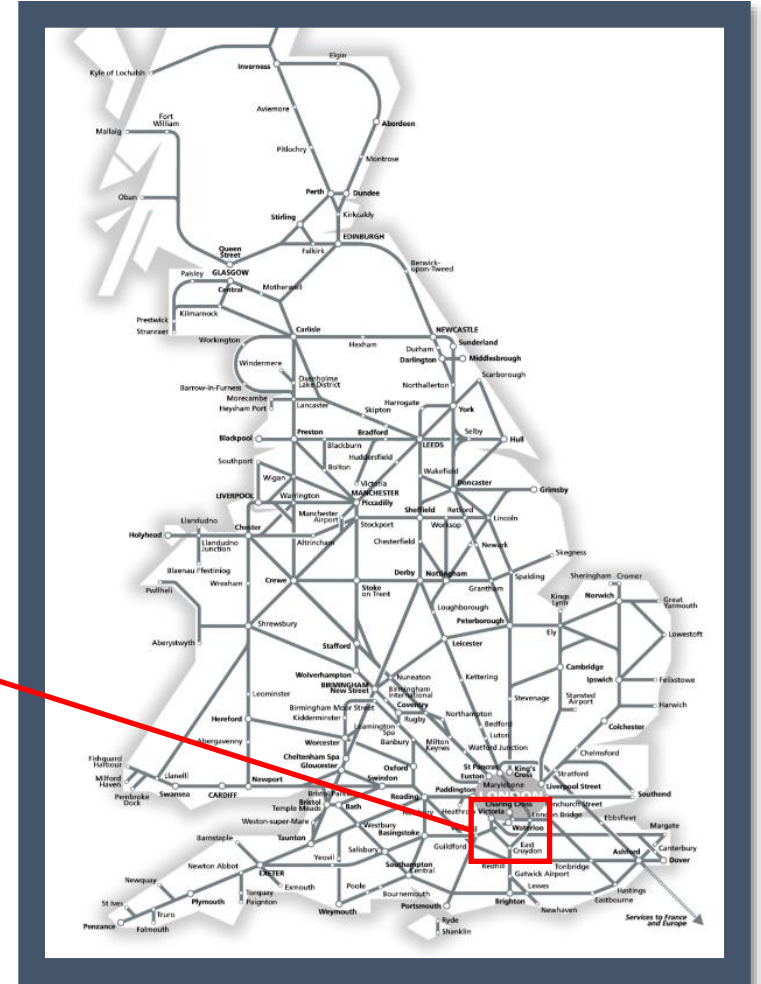 Elgin
Inverness
Kyle of Lochalsh
Aviemore
Fort
William
Mallaig
Aberdeen
Pitlochry
Montrose
Perth
Dundee
Oban
Stirling
Kirkcaldy
EDINBURGH
Queen
Street
Falkirk
Berwick-
upon-Tweed
Paisley
GLASGOW
Central
Motherwell
Prestwick
Kilmarnock
Stranraer
Carlisle
NEWCASTLE
Workington
Hexham
Durham
Sunderland
Darlington
Middlesbrough
Windermere
Oxenholme
Lake District
Scarborough
Barrow-in-Furness
Northallerton
Morecambe
Heysham Port
Lancaster
Harrogate
Skipton
York
Blackpool
Preston
Bradford
LEEDS
Selby
Hull
Blackburn
Huddersfield
Southport
Bolton
Wakefield
Wigan
Victoria
MANCHESTER
Piccadilly
Doncaster
Grimsby
LIVERPOOL
Warrington
Manchester
Airport
Sheffield
Retford
Lincoln
Llandudno
Chester
Stockport
Worksop
Holyhead
Llandudno
Junction
Altrincham
Chesterfield
Newark
Skegness
Blaenau Ffestiniog
Derby
Nottingham
Pwllheli
Wrexham
Crewe
Stoke
on Trent
Grantham
Spalding
Sheringham
Cromer
Kings
Lynn
Norwich
Great
Yarmouth
Loughborough
Peterborough
Aberystwyth
Shrewsbury
Stafford
Leicester
Ely
Lowestoft
Wolverhampton
Nuneaton
Kettering
Cambridge
BIRMINGHAM
New Street
Birmingham
International
Ipswich
Felixstowe
Leominster
Coventry
Stevenage
Stansted
Airport
Harwich
Birmingham Moor Street
Kidderminster
Rugby
Northampton
Hereford
Leamington
Spa
Bedford
Colchester
Abergavenny
Worcester
Banbury
Milton
Keynes
Luton
Watford Junction
Chelmsford
Cheltenham Spa
Gloucester
Oxford
St Pancras
King's
Cross
Euston
Fishguard
Harbour
Llanelli
Newport
Swindon
Marylebone
Stratford
Milford
Haven
Paddington
Liverpool Street
Pembroke
Dock
Swansea
CARDIFF
Bristol Parkway
Reading
LONDON
Southend
Bristol
Temple Meads
Bath
Heathrow
Charing Cross
Fenchurch Street
Victoria
London Bridge
Ebbsfleet
Weston-super-Mare
Westbury
Basingstoke
Waterloo
Margate
Barnstaple
Taunton
Guildford
East
Croydon
Ashford
Canterbury
Yeovil
Salisbury
Dover
Newton Abbot
EXETER
Southampton
Central
Redhill
Gatwick Airport
Tonbridge
Newquay
Exmouth
Poole
Lewes
Hastings
St Ives
Plymouth
Torquay
Paignton
Bournemouth
Brighton
Newhaven
Eastbourne
Truro
Weymouth
Portsmouth
Penzance
Falmouth
Ryde
Shanklin
Services to France
and Europe